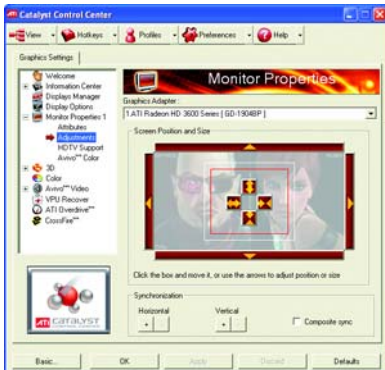 ATI Catalyst Control Center
View
Hotkeys
Profiles
Preferences
Help
Graphics Settings
Welcome
Information Center
Displays Manager
Display Options
Monitor Properties 1
Attributes
Adjustments
HDTV Support
Avivo™ Color
3D
Color
Avivo™ Video
VPU Recover
ATI Overdrive™
CrossFire™
Monitor Properties
Graphics Adapter:
1.ATI Radeon HD 3600 Series [ GD-1904BP ]
Screen Position and Size
Click the box and move it, or use the arrows to adjust position or size
Synchronization
Horizontal
Vertical
+ -
+ -
Composite sync
ATI CATALYST
CONTROL CENTER
Basic...
OK
Apply
Discard
Defaults